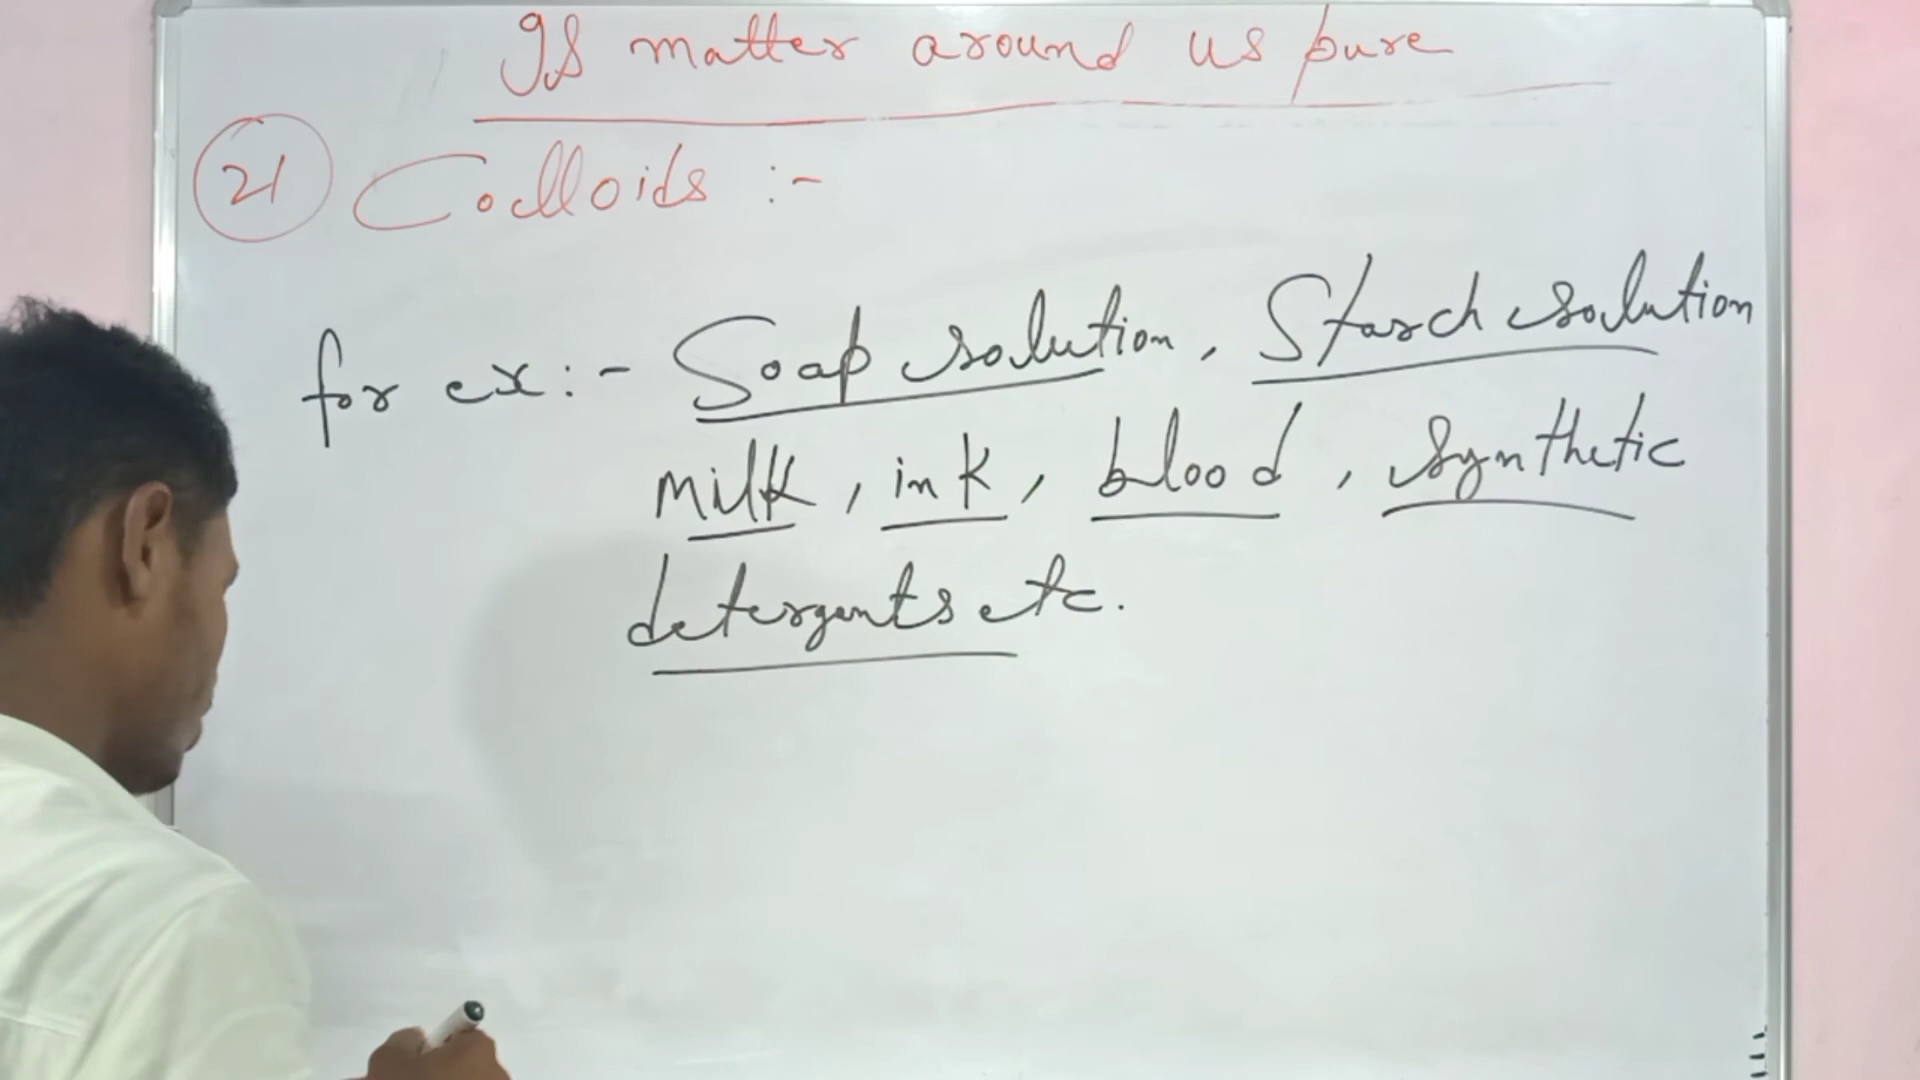 Is matter around us pure
21 Colloids :-
for ex :- Soap solution, Starch solution
milk, ink, blood, synthetic
detergents etc.